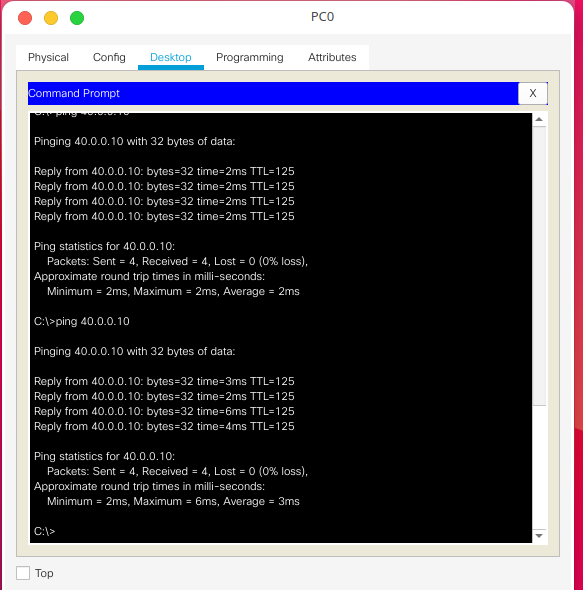 PC0
Physical Config Desktop Programming Attributes
Command Prompt X
C:\>ping 40.0.0.10
Pinging 40.0.0.10 with 32 bytes of data:
Reply from 40.0.0.10: bytes=32 time=2ms TTL=125
Reply from 40.0.0.10: bytes=32 time=2ms TTL=125
Reply from 40.0.0.10: bytes=32 time=2ms TTL=125
Reply from 40.0.0.10: bytes=32 time=2ms TTL=125
Ping statistics for 40.0.0.10:
Packets: Sent = 4, Received = 4, Lost = 0 (0% loss),
Approximate round trip times in milli-seconds:
Minimum = 2ms, Maximum = 2ms, Average = 2ms
C:\>ping 40.0.0.10
Pinging 40.0.0.10 with 32 bytes of data:
Reply from 40.0.0.10: bytes=32 time=3ms TTL=125
Reply from 40.0.0.10: bytes=32 time=2ms TTL=125
Reply from 40.0.0.10: bytes=32 time=6ms TTL=125
Reply from 40.0.0.10: bytes=32 time=4ms TTL=125
Ping statistics for 40.0.0.10:
Packets: Sent = 4, Received = 4, Lost = 0 (0% loss),
Approximate round trip times in milli-seconds:
Minimum = 2ms, Maximum = 6ms, Average = 3ms
C:\>
Top